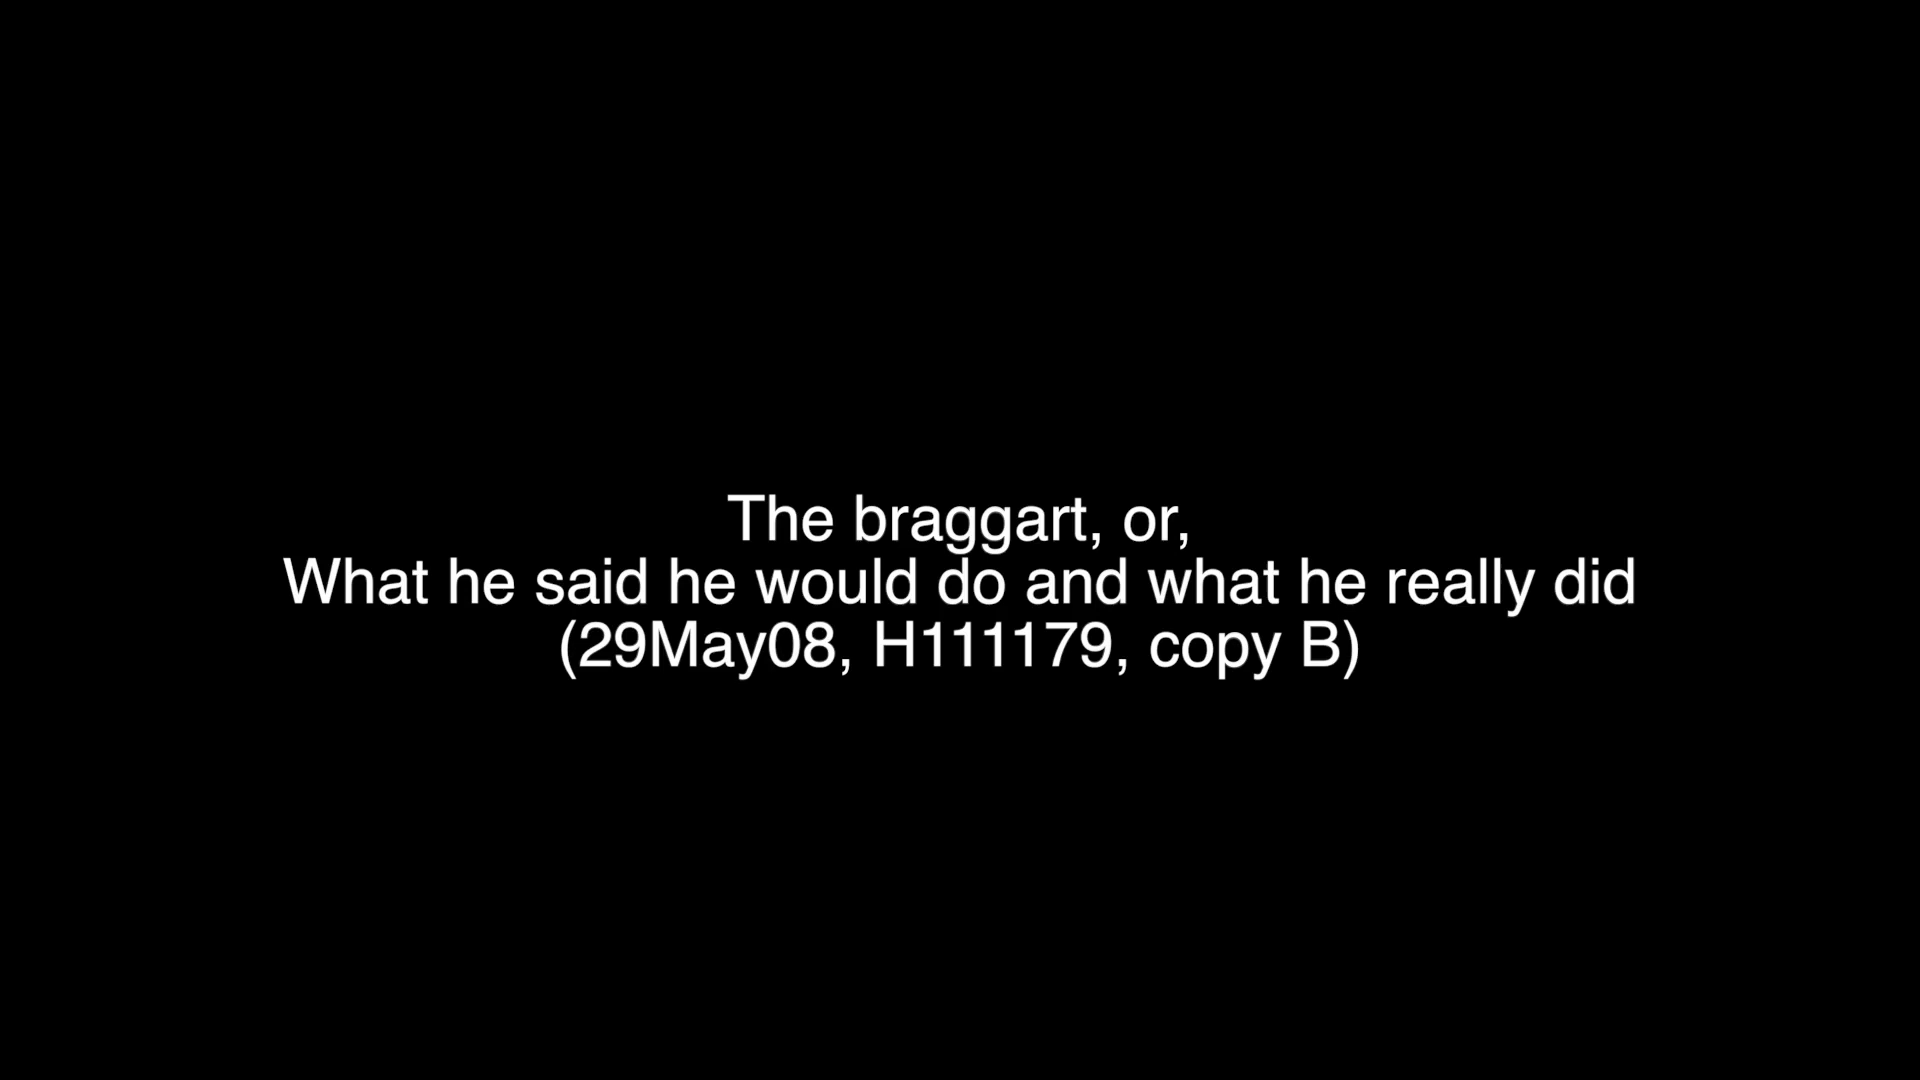 The braggart, or,
What he said he would do and what he really did
(29May08, H111179, copy B)